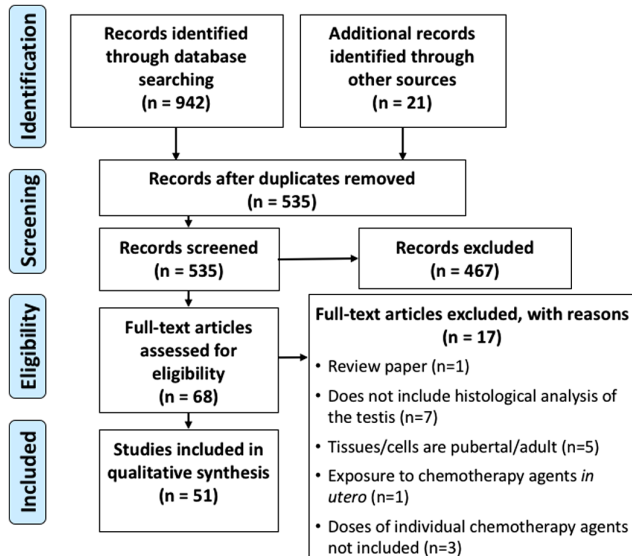 Identification
Records identified
through database
searching
(n = 942)
Additional records
identified through
other sources
(n = 21)
Screening
Records after duplicates removed
(n = 535)
Records screened
(n = 535)
Records excluded
(n = 467)
Eligibility
Full-text articles
assessed for
eligibility
(n = 68)
Full-text articles excluded, with reasons
(n = 17)
• Review paper (n=1)
• Does not include histological analysis of
the testis (n=7)
• Tissues/cells are pubertal/adult (n=5)
• Exposure to chemotherapy agents in
utero (n=1)
• Doses of individual chemotherapy agents
not included (n=3)
Included
Studies included in
qualitative synthesis
(n = 51)